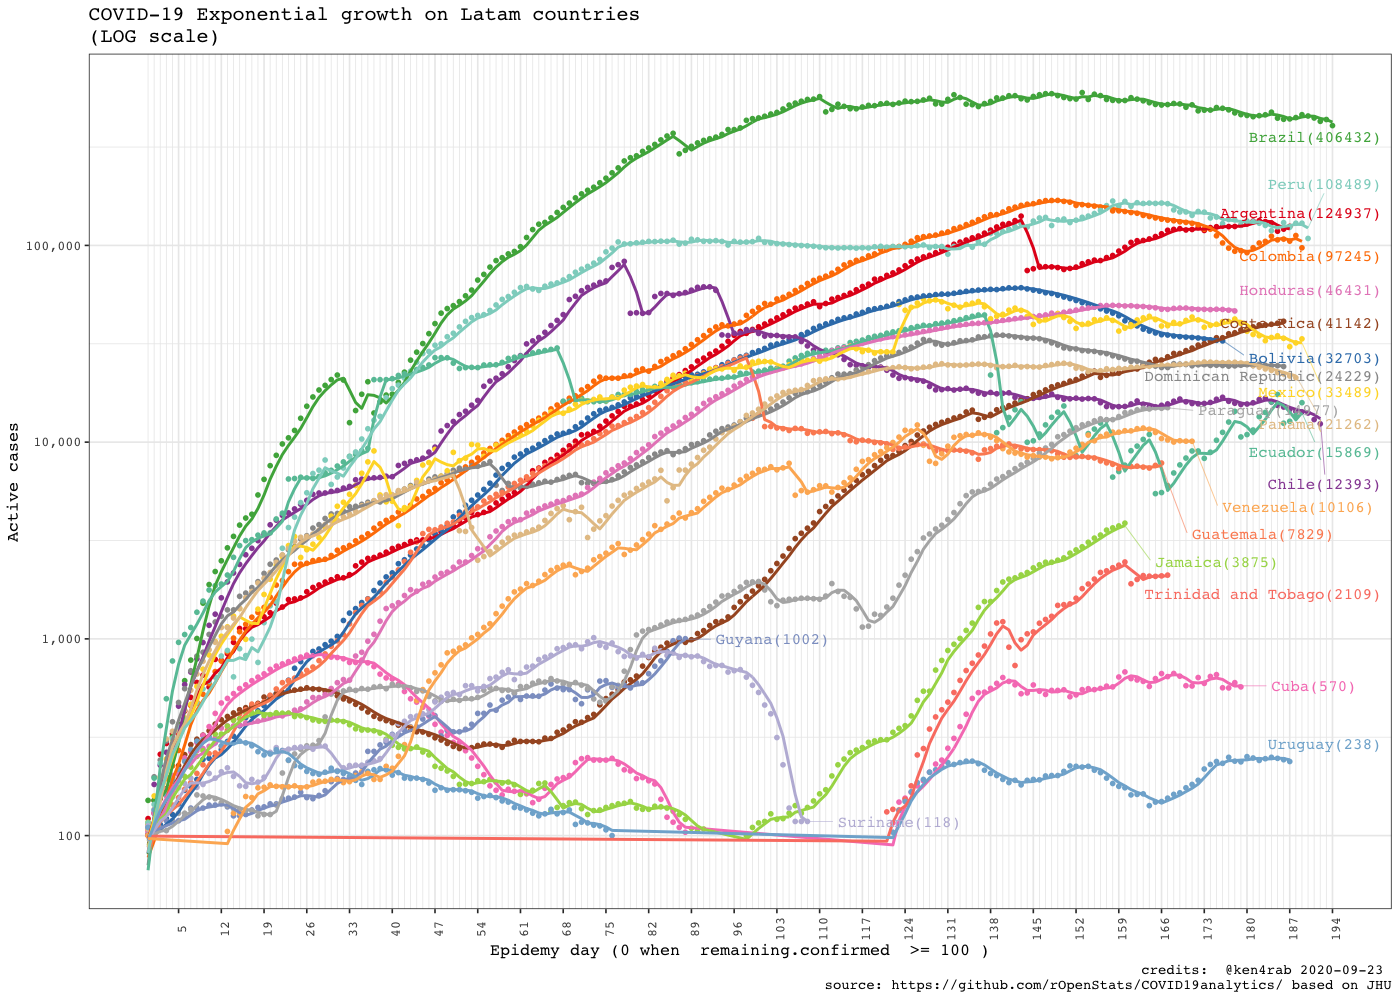 COVID-19 Exponential growth on Latam countries
(LOG scale)
Active cases
100,000
10,000
1,000
100
Brazil(406432)
Peru(108489)
Argentina(124937)
Colombia(97245)
Honduras(46431)
Costa Rica(41142)
Bolivia(32703)
Dominican Republic(24229)
Mexico(33489)
Panama(21262)
Ecuador(15869)
Chile(12393)
Venezuela(10106)
Guatemala(7829)
Jamaica(3875)
Trinidad and Tobago(2109)
Guyana(1002)
Cuba(570)
Uruguay(238)
Suriname(118)
5 12 19 26 33 40 47 54 61 68 75 82 89 96 103 110 117 124 131 138 145 152 159 166 173 180 187 194
Epidemy day (0 when remaining.confirmed >= 100 )
credits: @ken4rab 2020-09-23
source: https://github.com/rOpenStats/COVID19analytics/ based on JHU